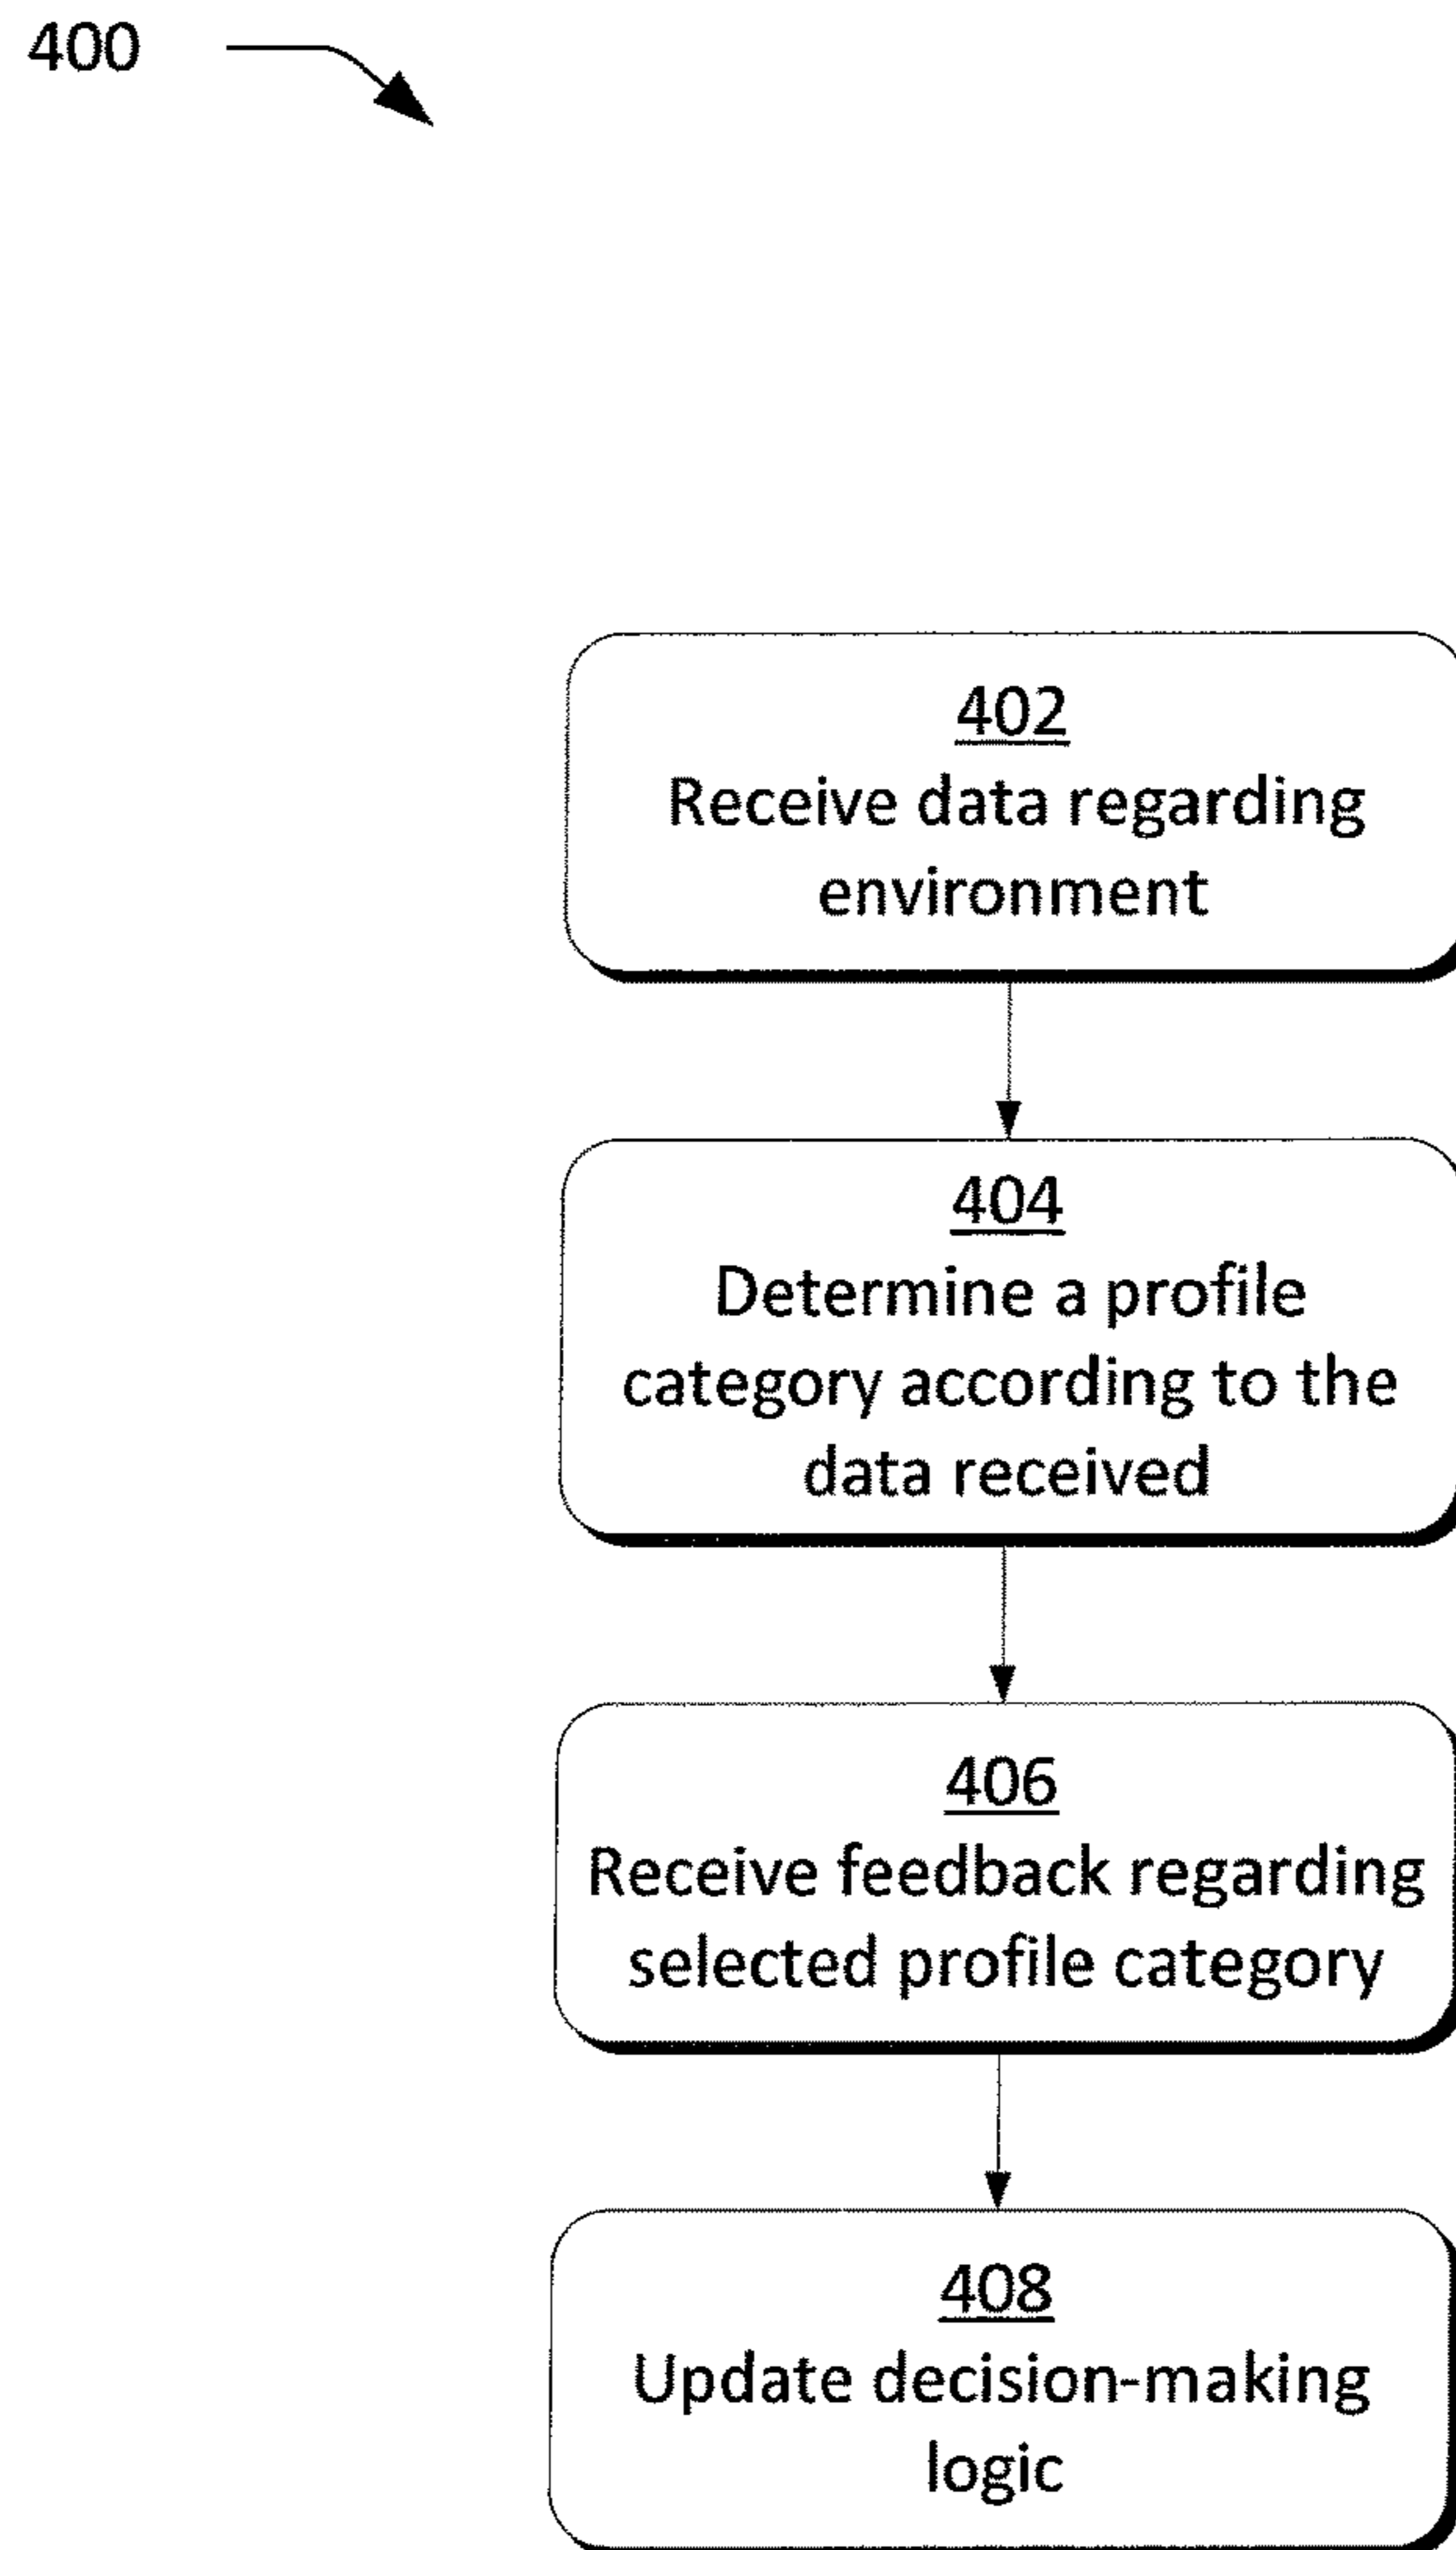 400
402
Receive data regarding
environment
404
Determine a profile
category according to the
data received
406
Receive feedback regarding
selected profile category
408
Update decision-making
logic